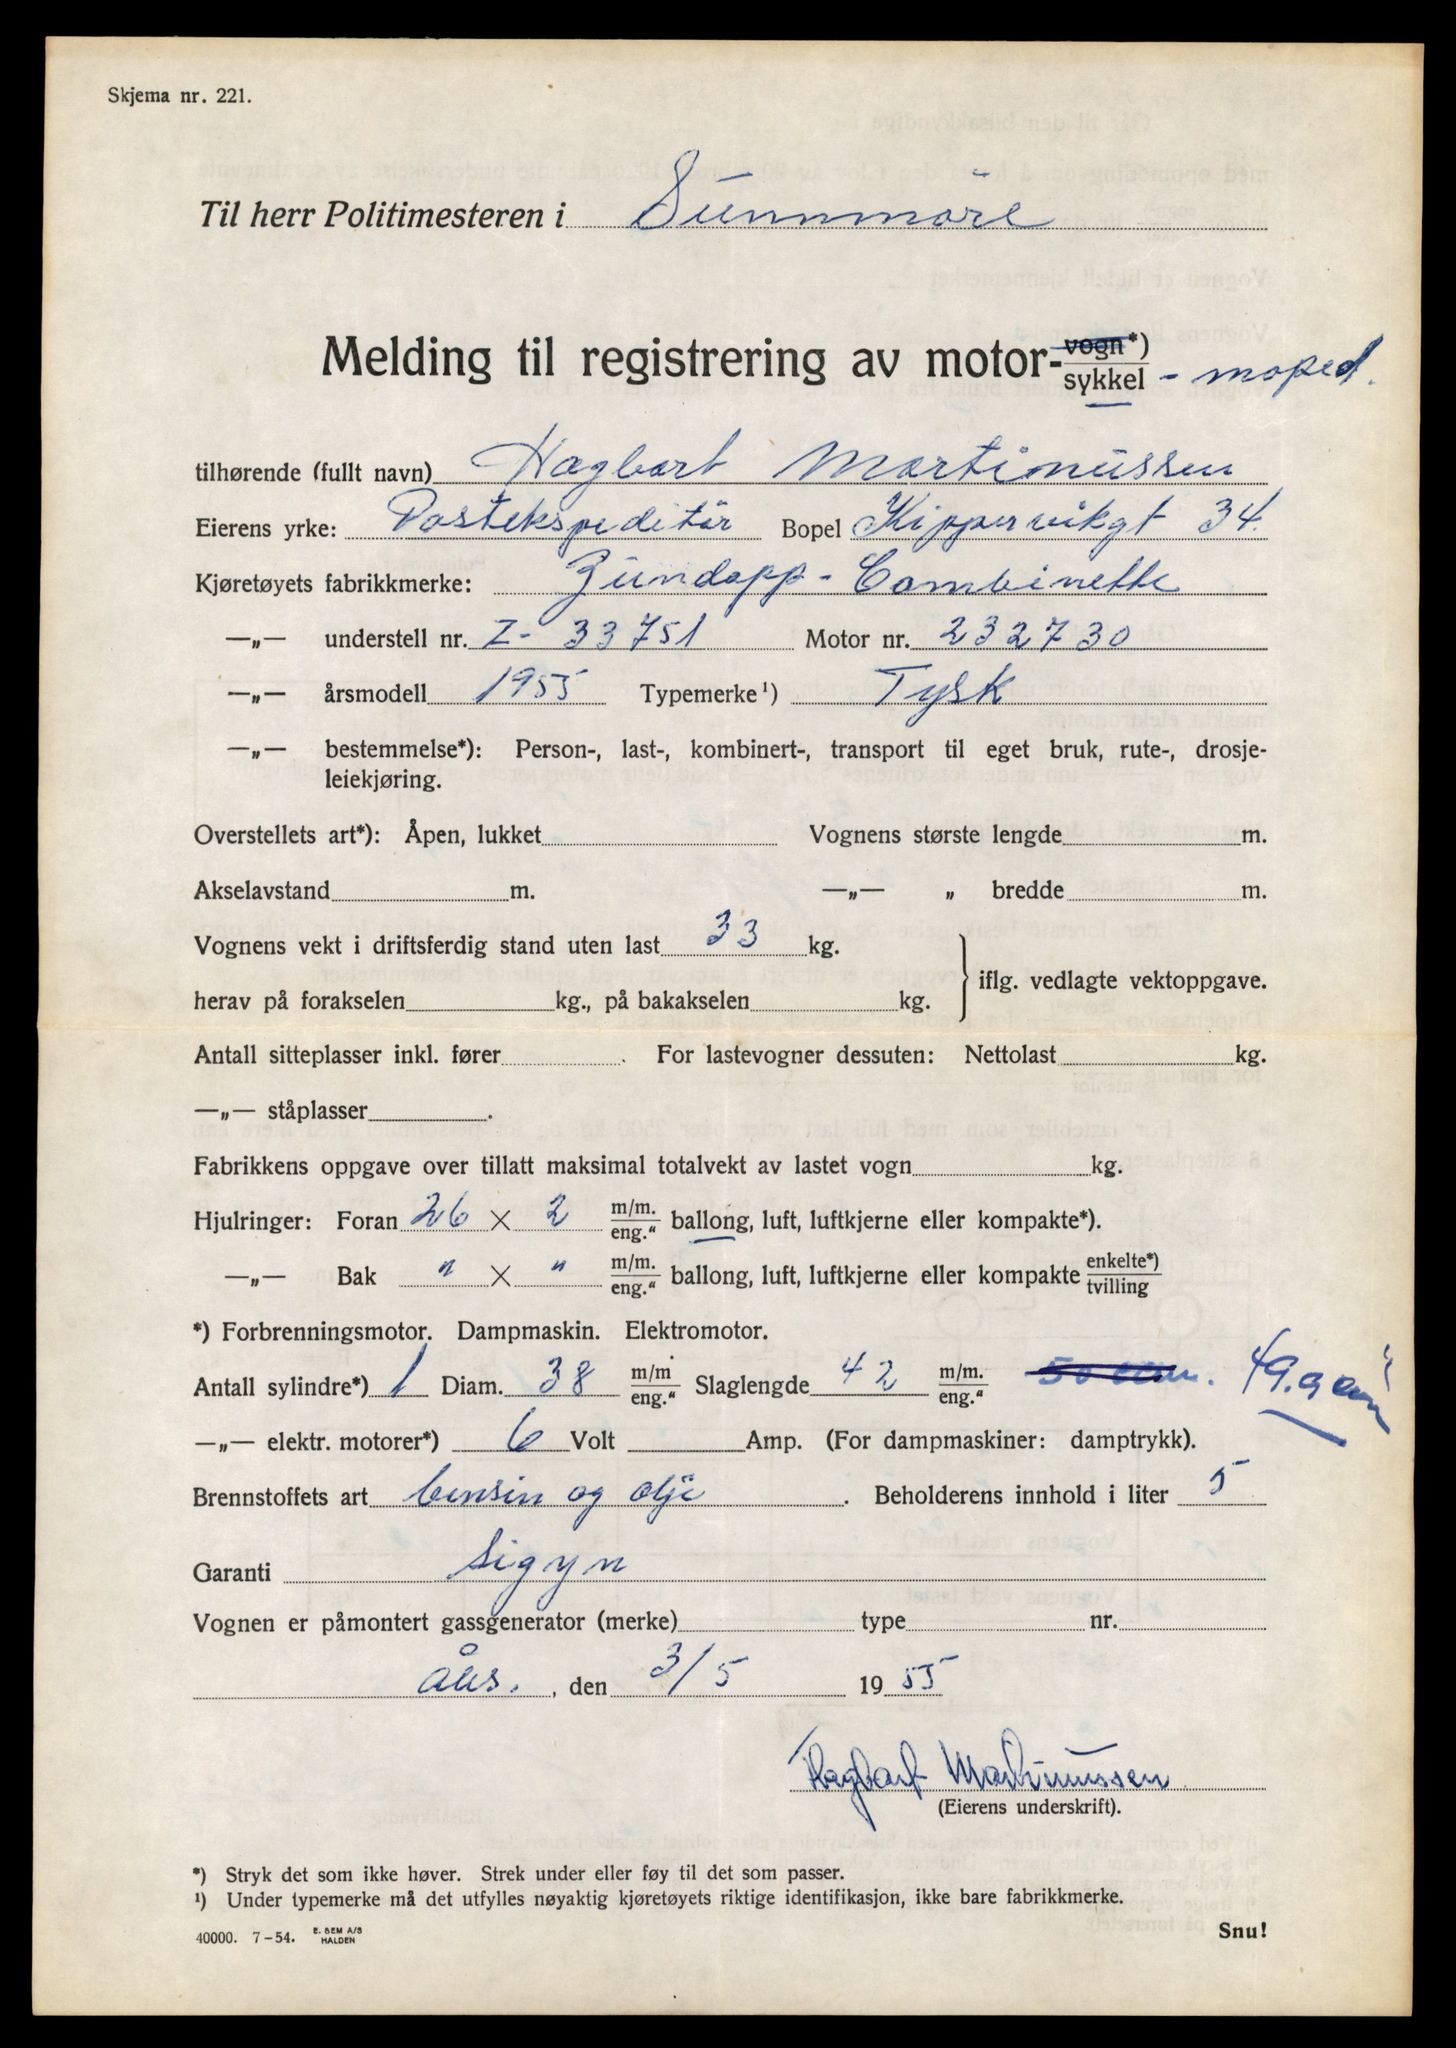 Skjema nr. 221.
Til herr Politimesteren i Sunnmöre
Melding til registrering av motor- vogn*) sykkel - moped.
tilhørende (fullt navn) Hagbart Martinussen
Eierens yrke: Postekspeditör Bopel Kippervikgt 34.
Kjøretøyets fabrikkmerke: Zündapp - Combinette
—„— understell nr. Z- 33751 Motor nr. 232730
—„— årsmodell 1955 Typemerke¹) Tysk
—„— bestemmelse*): Person-, last-, kombinert-, transport til eget bruk, rute-, drosje-
leiekjøring.
Overstellets art*): Åpen, lukket Vognens største lengde m.
Akselavstand m. —„— „ bredde m.
Vognens vekt i driftsferdig stand uten last 33 kg.
iflg. vedlagte vektoppgave.
herav på forakselen kg., på bakakselen kg.
Antall sitteplasser inkl. fører . For lastevogner dessuten: Nettolast kg.
—„— ståplasser .
Fabrikkens oppgave over tillatt maksimal totalvekt av lastet vogn kg.
Hjulringer: Foran 26 × 2 m/m. eng.“ ballong, luft, luftkjerne eller kompakte*).
—„— Bak " × " m/m. eng.“ ballong, luft, luftkjerne eller kompakte enkelte*) tvilling
*) Forbrenningsmotor. Dampmaskin. Elektromotor.
Antall sylindre*) 1 Diam. 38 m/m eng.“ Slaglengde 42 m/m. eng.“ 50 ccm. 49.9 cm³
—„— elektr. motorer*) 6 Volt Amp. (For dampmaskiner: damptrykk).
Brennstoffets art bensin og olje . Beholderens innhold i liter 5
Garanti Sigyn
Vognen er påmontert gassgenerator (merke) type nr.
Ålis. , den 3/5 1955
Hagbart Martinussen
(Eierens underskrift).
*) Stryk det som ikke høver. Strek under eller føy til det som passer.
¹) Under typemerke må det utfylles nøyaktig kjøretøyets riktige identifikasjon, ikke bare fabrikkmerke.
40000. 7-54. E. SEM A/S HALDEN
Snu!